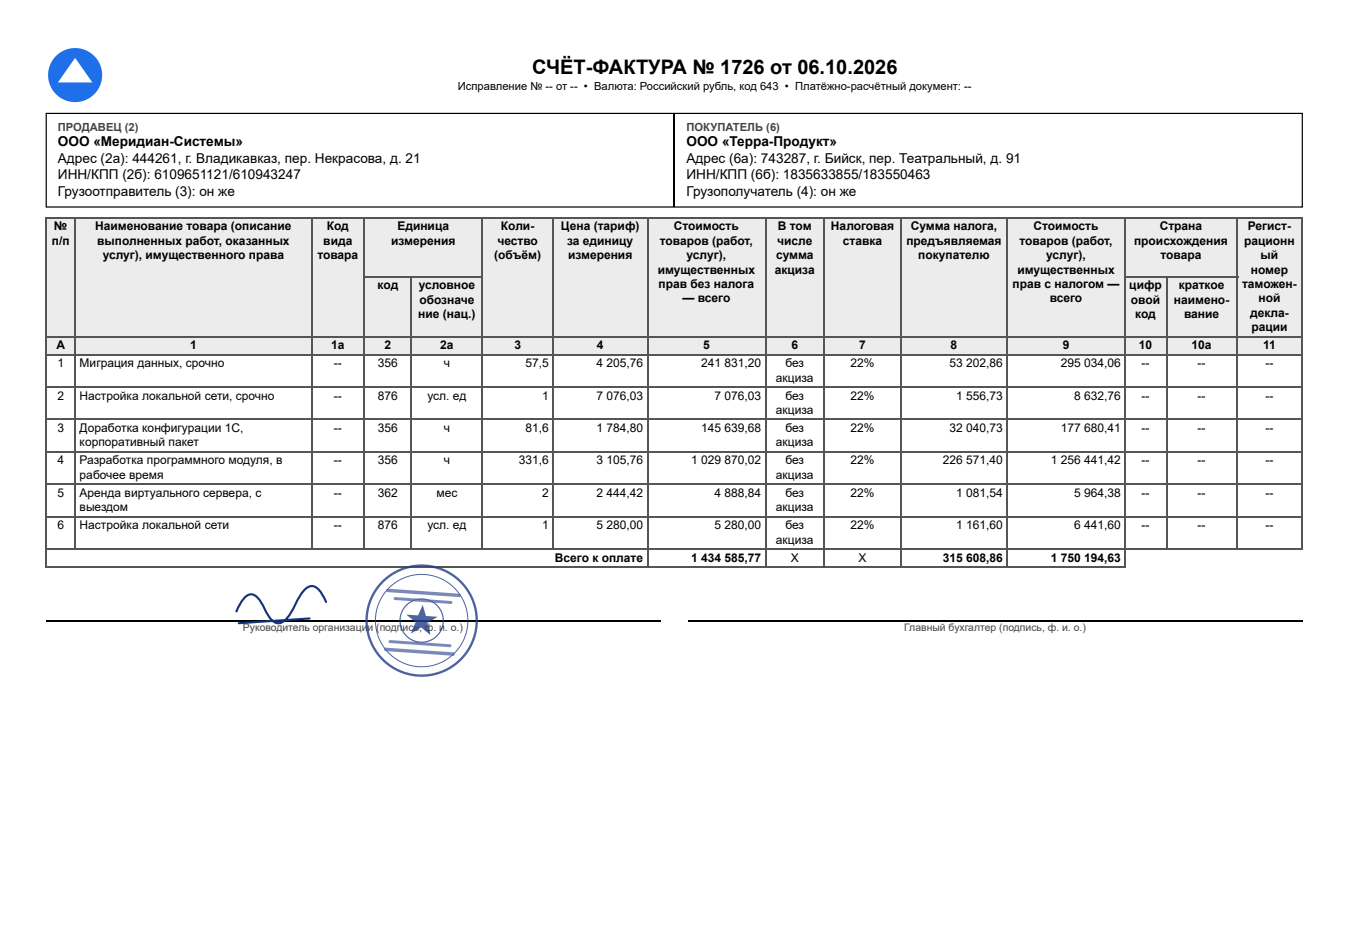 СЧЁТ-ФАКТУРА № 1726 от 06.10.2026
Исправление № -- от -- • Валюта: Российский рубль, код 643 • Платёжно-расчётный документ: --
ПРОДАВЕЦ (2)
ООО «Меридиан-Системы»
Адрес (2а): 444261, г. Владикавказ, пер. Некрасова, д. 21
ИНН/КПП (2б): 6109651121/610943247
Грузоотправитель (3): он же
ПОКУПАТЕЛЬ (6)
ООО «Терра-Продукт»
Адрес (6а): 743287, г. Бийск, пер. Театральный, д. 91
ИНН/КПП (6б): 1835633855/183550463
Грузополучатель (4): он же
№ п/п
Наименование товара (описание
выполненных работ, оказанных
услуг), имущественного права
Код
вида
товара
Единица
измерения
код
условное
обозначе
ние (нац.)
Коли-
чество
(объём)
Цена (тариф)
за единицу
измерения
Стоимость
товаров (работ,
услуг),
имущественных
прав без налога
— всего
В том
числе
сумма
акциза
Налоговая
ставка
Сумма налога,
предъявляемая
покупателю
Стоимость
товаров (работ,
услуг),
имущественных
прав с налогом —
всего
Страна
происхождения
товара
цифр
овой
код
краткое
наимено-
вание
Регист-
рационн
ый
номер
таможен-
ной
декла-
рации
А 1 1а 2 2а 3 4 5 6 7 8 9 10 10а 11
1 Миграция данных, срочно -- 356 ч 57,5 4 205,76 241 831,20 без акциза 22% 53 202,86 295 034,06 -- -- --
2 Настройка локальной сети, срочно -- 876 усл. ед 1 7 076,03 7 076,03 без акциза 22% 1 556,73 8 632,76 -- -- --
3 Доработка конфигурации 1С, корпоративный пакет -- 356 ч 81,6 1 784,80 145 639,68 без акциза 22% 32 040,73 177 680,41 -- -- --
4 Разработка программного модуля, в рабочее время -- 356 ч 331,6 3 105,76 1 029 870,02 без акциза 22% 226 571,40 1 256 441,42 -- -- --
5 Аренда виртуального сервера, с выездом -- 362 мес 2 2 444,42 4 888,84 без акциза 22% 1 081,54 5 964,38 -- -- --
6 Настройка локальной сети -- 876 усл. ед 1 5 280,00 5 280,00 без акциза 22% 1 161,60 6 441,60 -- -- --
Всего к оплате 1 434 585,77 Х Х 315 608,86 1 750 194,63
Руководитель организации (подпись, ф. и. о.)
Главный бухгалтер (подпись, ф. и. о.)